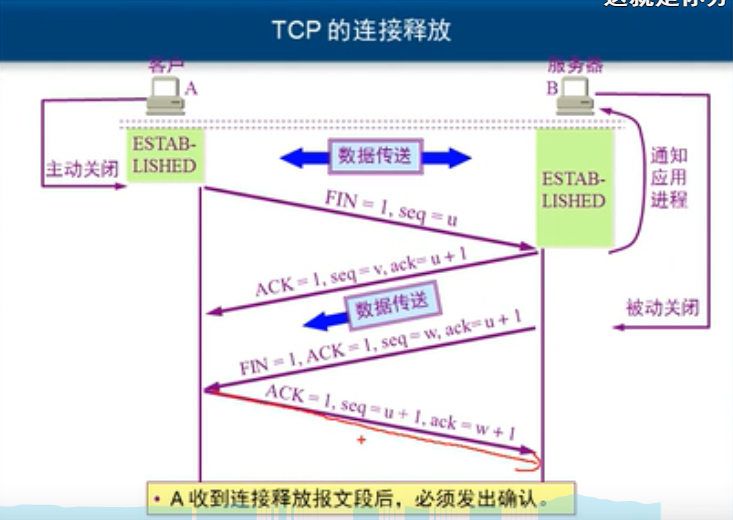 TCP 的连接释放
客户
A
服务器
B
ESTAB-
LISHED
主动关闭
数据传送
ESTAB-
LISHED
通知
应用
进程
FIN = 1, seq = u
ACK = 1, seq = v, ack= u + 1
数据传送
被动关闭
FIN = 1, ACK = 1, seq = w, ack= u + 1
ACK = 1, seq = u + 1, ack = w + 1
• A 收到连接释放报文段后，必须发出确认。